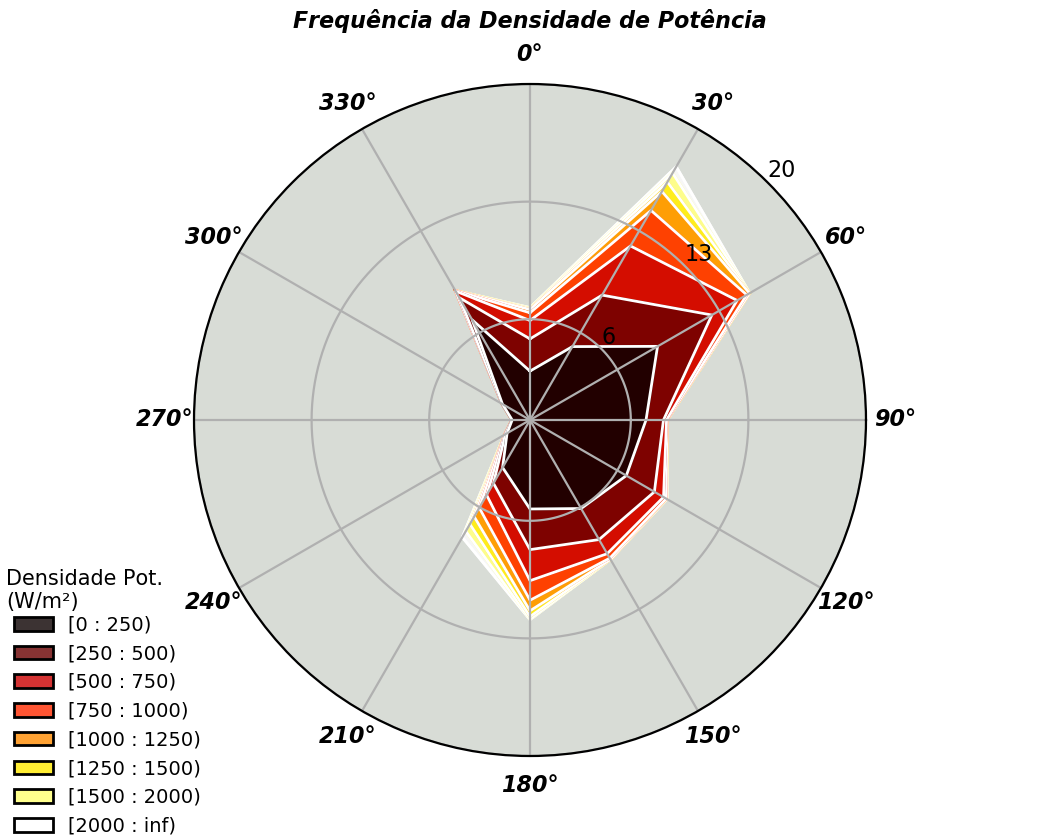 Frequência da Densidade de Potência
0°
330°
30°
20
300°
60°
13
6
270°
90°
240°
120°
210°
150°
180°
Densidade Pot.
(W/m²)
[0 : 250)
[250 : 500)
[500 : 750)
[750 : 1000)
[1000 : 1250)
[1250 : 1500)
[1500 : 2000)
[2000 : inf)